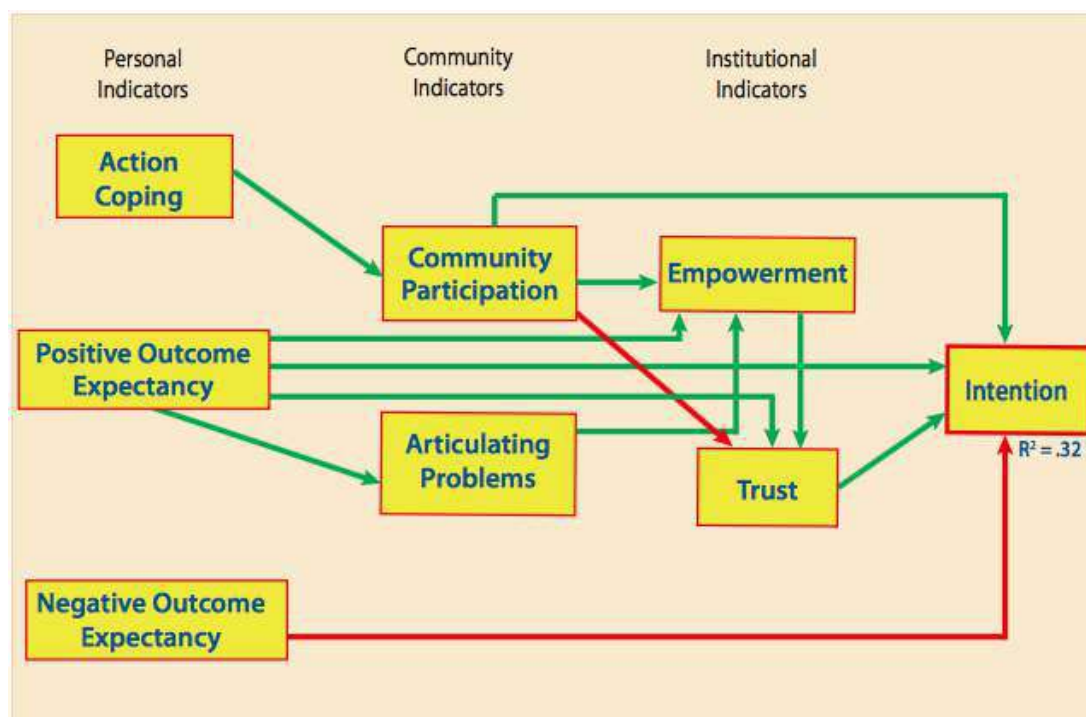 Personal
Indicators
Community
Indicators
Institutional
Indicators
Action
Coping
Community
Participation
Empowerment
Positive Outcome
Expectancy
Intention
R² = .32
Articulating
Problems
Trust
Negative Outcome
Expectancy